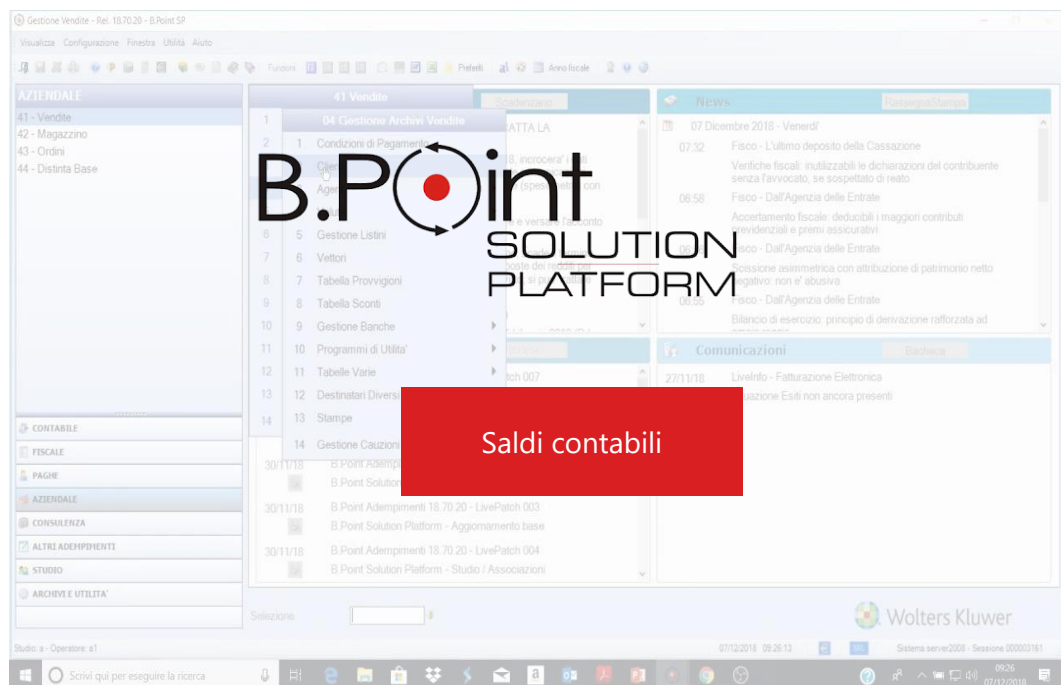 Gestione Vendite - Rel. 18.70.20 - B.Point SP
Visualizza Configurazione Finestra Utilità Aiuto
Funzioni Preferiti Anno fiscale
AZIENDALE
41 - Vendite
42 - Magazzino
43 - Ordini
44 - Distinta Base
CONTABILE
FISCALE
PAGHE
AZIENDALE
CONSULENZA
ALTRI ADEMPIMENTI
STUDIO
ARCHIVI E UTILITA'
41 Vendite
04 Gestione Archivi Vendite
1 Condizioni di Pagamento
5 Gestione Listini
6 Vettori
7 Tabella Provvigioni
8 Tabella Sconti
9 Gestione Banche
10 Programmi di Utilita'
11 Tabelle Varie
12 Destinatari Diversi
13 Stampe
14 Gestione Cauzioni
B.Point
SOLUTION
PLATFORM
Saldi contabili
Scadenzario
30/11/18
B.Point Solution
30/11/18 B.Point Adempimenti 18.70.20 - LivePatch 003
B.Point Solution Platform - Aggiornamento base
30/11/18 B.Point Adempimenti 18.70.20 - LivePatch 004
B.Point Solution Platform - Studio / Associazioni
News RassegnaStampa
07 Dicembre 2018 - Venerdi'
07:32 Fisco - L'ultimo deposito della Cassazione
Verifiche fiscali: inutilizzabili le dichiarazioni del contribuente
senza l'avvocato, se sospettato di reato
06:58 Fisco - Dall'Agenzia delle Entrate
Accertamento fiscale: deducibili i maggiori contributi
previdenziali e premi assicurativi
Fisco - Dall'Agenzia delle Entrate
Scissione asimmetrica con attribuzione di patrimonio netto
negativo: non e' abusiva
06:55 Fisco - Dall'Agenzia delle Entrate
Bilancio di esercizio: principio di derivazione rafforzata ad
Comunicazioni Bacheca
27/11/18 LiveInfo - Fatturazione Elettronica
Situazione Esiti non ancora presenti
Selezione
Wolters Kluwer
Studio: a - Operatore: a1
07/12/2018 09:26:13
Sistema server2008 - Sessione 000003161
Scrivi qui per eseguire la ricerca
09:26
07/12/2018